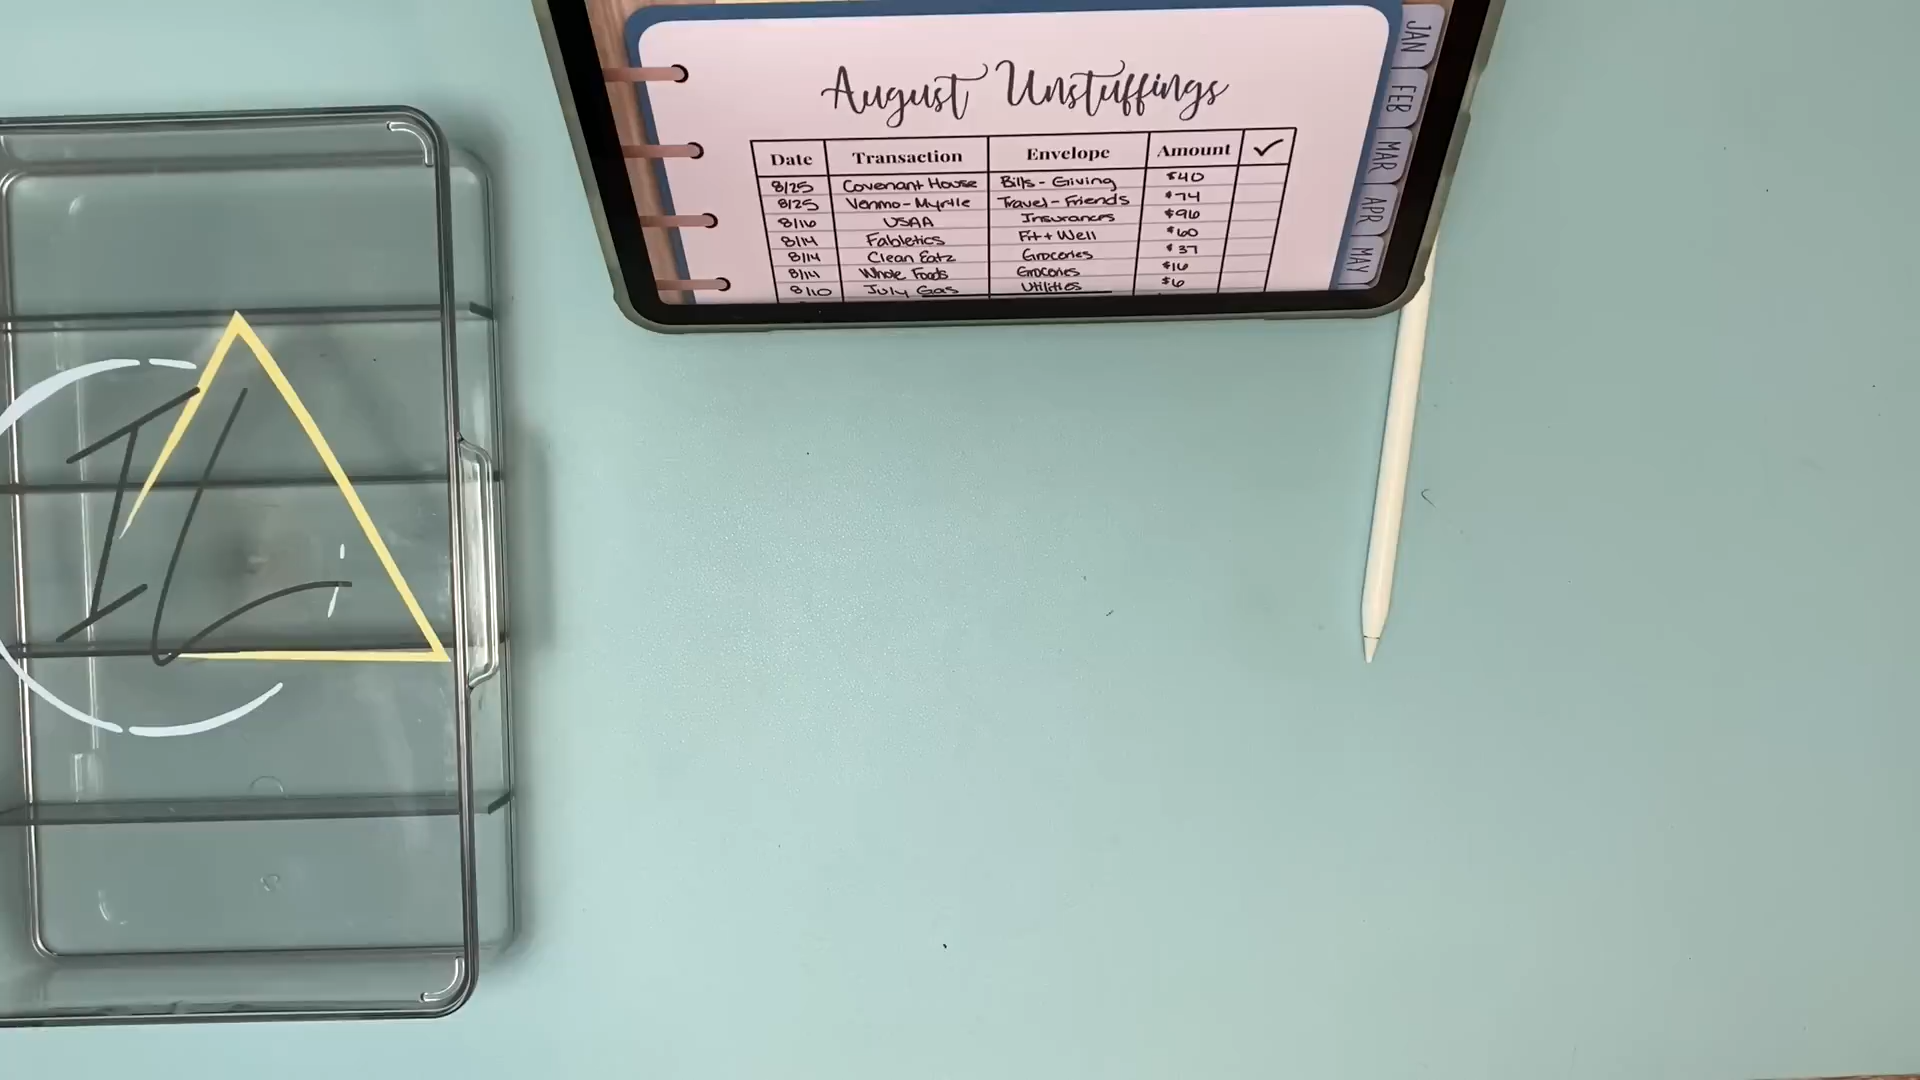 August Unstuffings
Date Transaction Envelope Amount ✓
8/25 Covenant House Bills - Giving $40
8/25 Venmo - Myrtle Travel - Friends $74
8/16 USAA Insurances $96
8/14 Fabletics Fit + Well $60
8/14 Clean Eatz Groceries $37
8/14 Whole Foods Groceries $16
8/10 July Gas Utilities $6
JAN
FEB
MAR
APR
MAY
IL